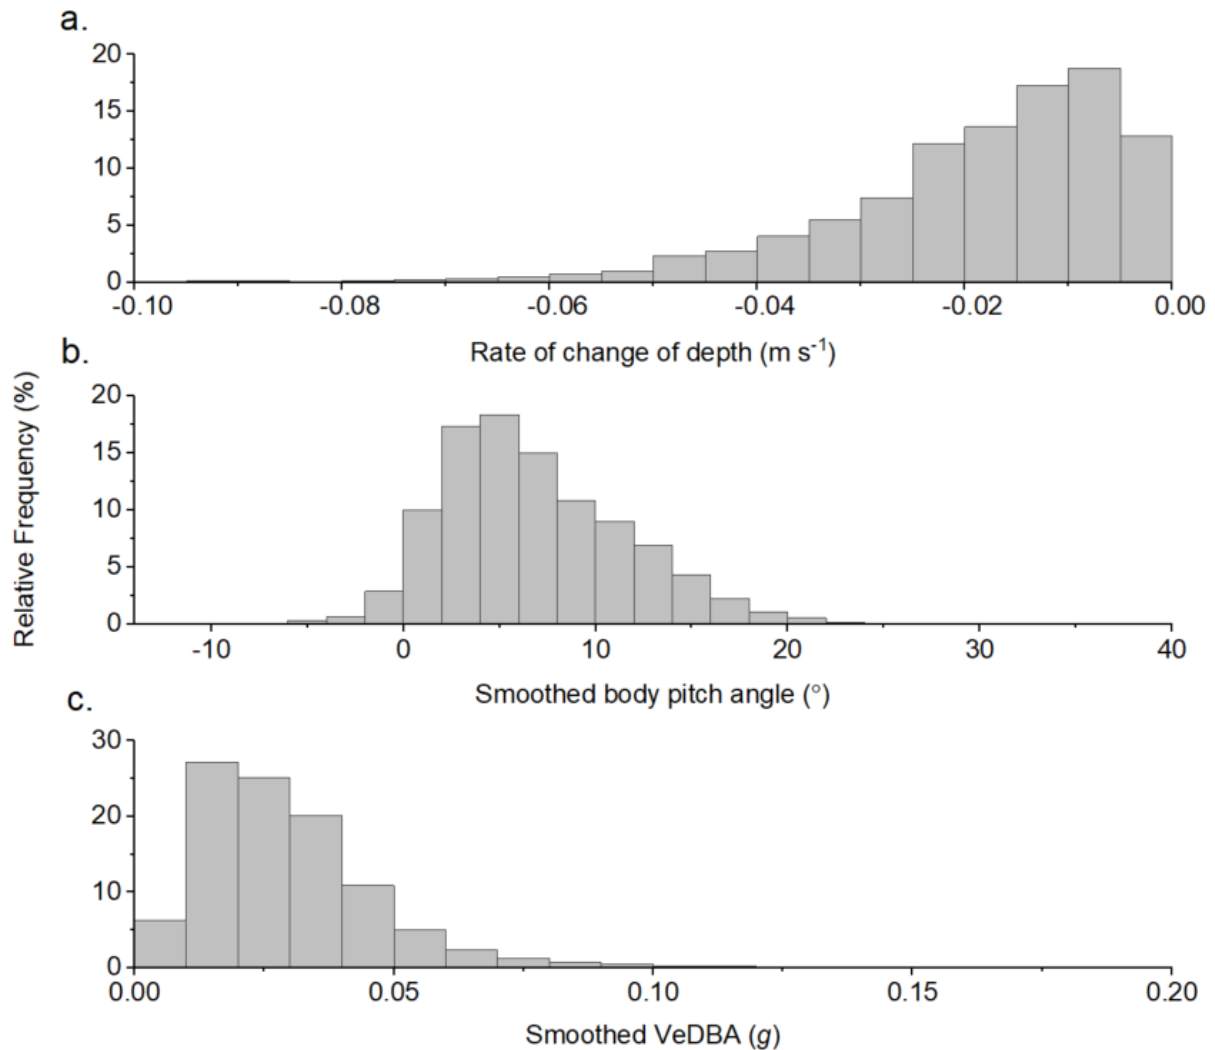 a.
20
15
10
5
0
-0.10 -0.08 -0.06 -0.04 -0.02 0.00
Rate of change of depth (m s-1)
b.
Relative Frequency (%)
20
15
10
5
0
-10 0 10 20 30 40
Smoothed body pitch angle (°)
c.
30
20
10
0
0.00 0.05 0.10 0.15 0.20
Smoothed VeDBA (g)